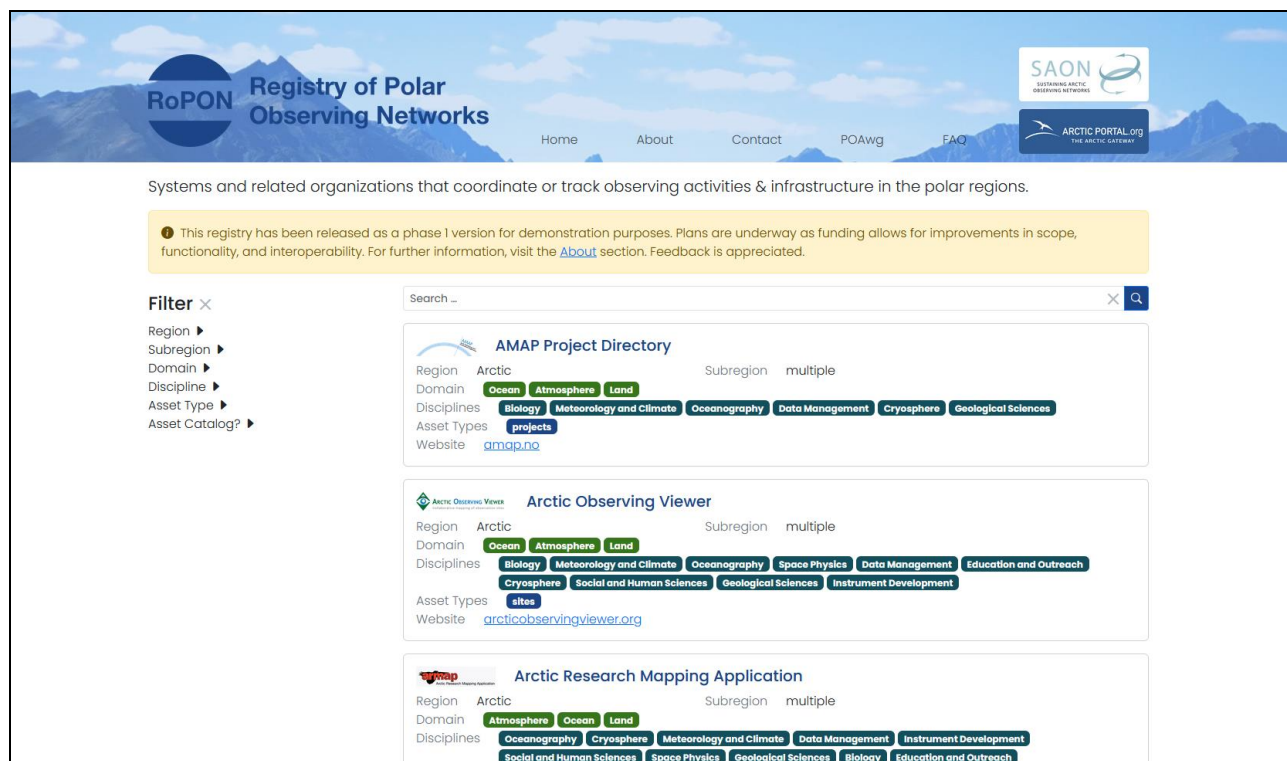 RoPON
Registry of Polar
Observing Networks
SAON
SUSTAINING ARCTIC
OBSERVING NETWORKS
Home About Contact POAwg FAQ
ARCTIC PORTAL.org
THE ARCTIC GATEWAY
Systems and related organizations that coordinate or track observing activities & infrastructure in the polar regions.
This registry has been released as a phase 1 version for demonstration purposes. Plans are underway as funding allows for improvements in scope,
functionality, and interoperability. For further information, visit the About section. Feedback is appreciated.
Filter ×
Region
Subregion
Domain
Discipline
Asset Type
Asset Catalog?
Search ...
AMAP Project Directory
Region Arctic Subregion multiple
Domain Ocean Atmosphere Land
Disciplines Biology Meteorology and Climate Oceanography Data Management Cryosphere Geological Sciences
Asset Types projects
Website amap.no
ARCTIC OBSERVING VIEWER
Arctic Observing Viewer
Region Arctic Subregion multiple
Domain Ocean Atmosphere Land
Disciplines Biology Meteorology and Climate Oceanography Space Physics Data Management Education and Outreach
Cryosphere Social and Human Sciences Geological Sciences Instrument Development
Asset Types sites
Website arcticobservingviewer.org
armap
Arctic Research Mapping Application
Arctic Research Mapping Application
Region Arctic Subregion multiple
Domain Atmosphere Ocean Land
Disciplines Oceanography Cryosphere Meteorology and Climate Data Management Instrument Development
Social and Human Sciences Space Physics Geological Sciences Biology Education and Outreach